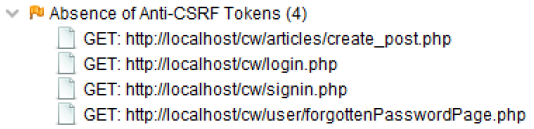 Absence of Anti-CSRF Tokens (4)
GET: http://localhost/cw/articles/create_post.php
GET: http://localhost/cw/login.php
GET: http://localhost/cw/signin.php
GET: http://localhost/cw/user/forgottenPasswordPage.php